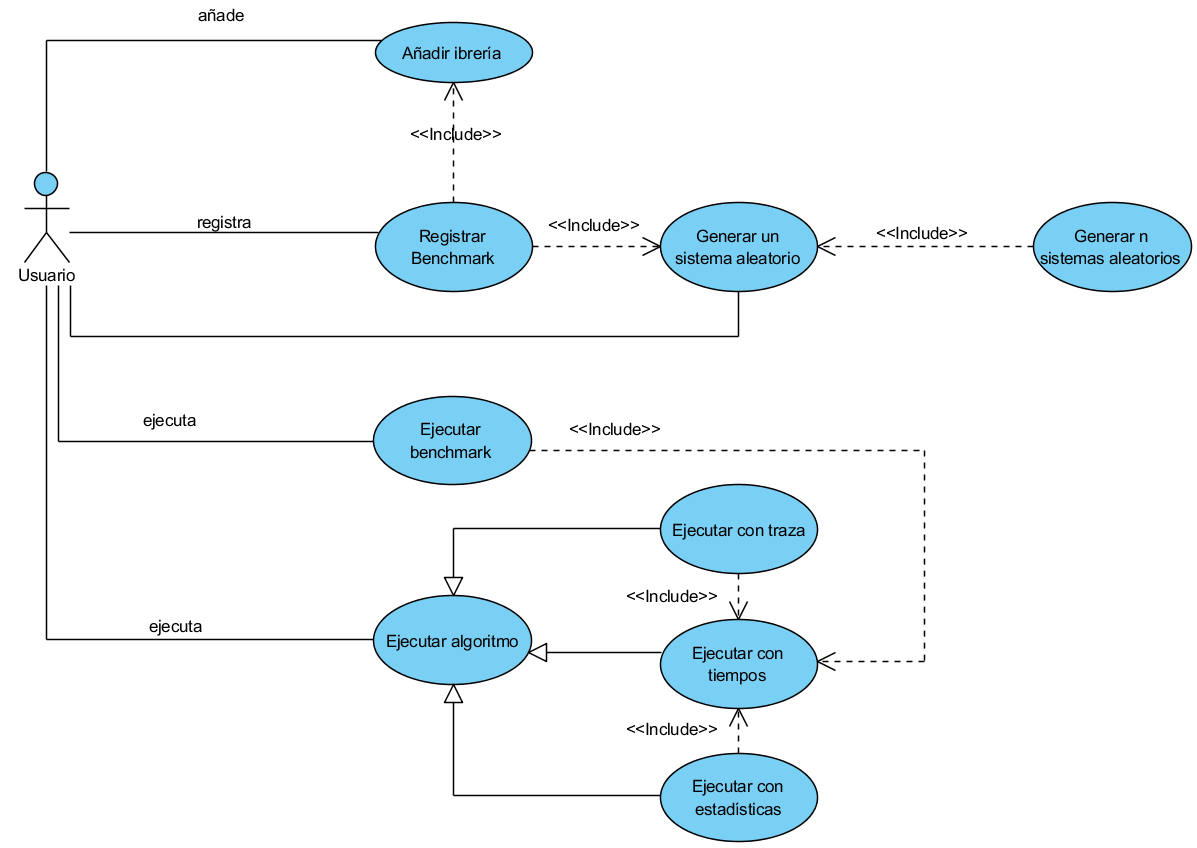 añade
Añadir ibrería
<<Include>>
registra
Registrar
Benchmark
<<Include>>
Generar un
sistema aleatorio
<<Include>>
Generar n
sistemas aleatorios
Usuario
ejecuta
Ejecutar
benchmark
<<Include>>
Ejecutar con traza
<<Include>>
ejecuta
Ejecutar algoritmo
Ejecutar con
tiempos
<<Include>>
Ejecutar con
estadísticas